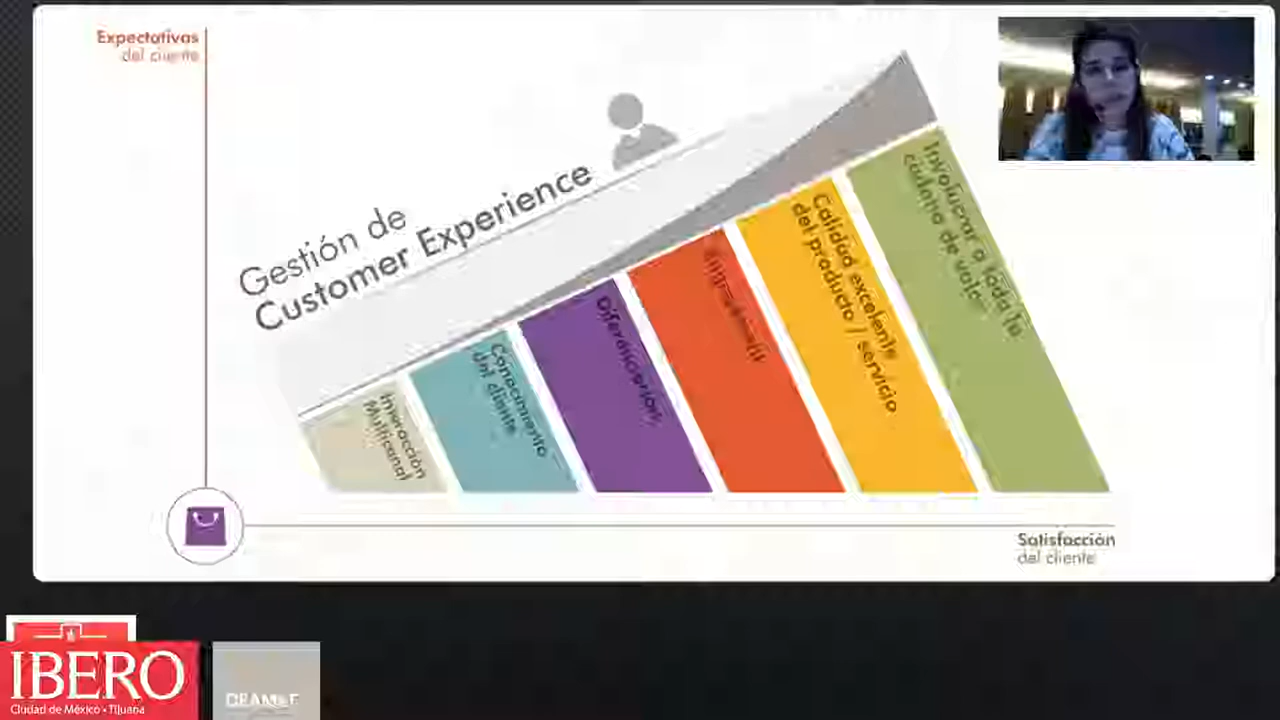 Expectativas
del cliente
Gestión de
Customer Experience
Interacción
Multicanal
Conocimiento
del cliente
Diferenciación
Calidad excelente
del producto / servicio
Involucrar a toda tu
cadena de valor
Satisfacción
del cliente
IBERO
Ciudad de México • Tijuana